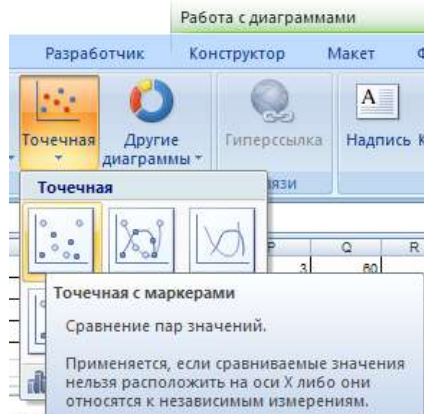 Работа с диаграммами
Разработчик Конструктор Макет
Точечная Другие диаграммы Гиперссылка Надпись
Точечная
P Q R
3 60
Точечная с маркерами
Сравнение пар значений.
Применяется, если сравниваемые значения
нельзя расположить на оси X либо они
относятся к независимым измерениям.